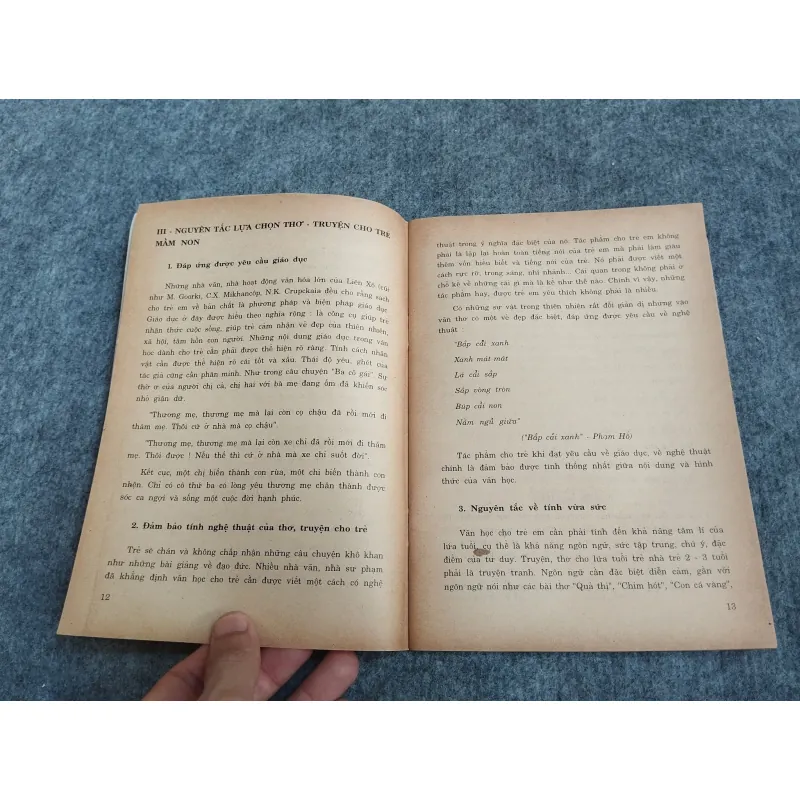 III - NGUYÊN TẮC LỰA CHỌN THƠ - TRUYỆN CHO TRẺ
MẦM NON
1. Đáp ứng được yêu cầu giáo dục
Những nhà văn, nhà hoạt động văn hóa lớn của Liên Xô (cũ)
như M. Gorki, C.X. Mikhancôp, N.K. Crupckaia đều cho rằng sách
cho trẻ em về bản chất là phương pháp và biện pháp giáo dục.
Giáo dục ở đây được hiểu theo nghĩa rộng : là công cụ giúp trẻ
nhận thức cuộc sống, giúp trẻ cảm nhận vẻ đẹp của thiên nhiên,
xã hội, tâm hồn con người. Những nội dung giáo dục trong văn
học dành cho trẻ cần phải được thể hiện rõ ràng. Tính cách nhân
vật cần được thể hiện rõ cái tốt và xấu. Thái độ yêu, ghét của
tác giả cũng cần phân minh. Như trong câu chuyện "Ba cô gái". Sự
thờ ơ của người chị cả, chị hai với bà mẹ đang ốm đã khiến sóc
nhỏ giận dữ.
"Thương mẹ, thương mẹ mà lại còn cọ chậu đã rồi mới đi
thăm mẹ. Thôi cứ ở nhà mà cọ chậu".
"Thương mẹ, thương mẹ mà lại còn xe chỉ đã rồi mới đi thăm
mẹ. Thôi được ! Nếu thế thì cứ ở nhà mà xe chỉ suốt đời".
Kết cục, một chị biến thành con rùa, một chị biến thành con
nhện. Chỉ có cô thứ ba có lòng yêu thương mẹ chân thành được
sóc ca ngợi và sống một cuộc đời hạnh phúc.
2. Đảm bảo tính nghệ thuật của thơ, truyện cho trẻ
Trẻ sẽ chán và không chấp nhận những câu chuyện khô khan
như những bài giảng về đạo đức. Nhiều nhà văn, nhà sư phạm
đã khẳng định văn học cho trẻ cần được viết một cách có nghệ
12
thuật trong ý nghĩa đặc biệt của nó. Tác phẩm cho trẻ em không
phải là lặp lại hoàn toàn tiếng nói của trẻ em mà phải làm giàu
thêm vốn hiểu biết và tiếng nói của trẻ. Nó phải được viết một
cách rực rỡ, trong sáng, nhí nhảnh... Cái quan trọng không phải ở
chỗ kể về những cái gì mà là kể như thế nào. Chính vì vậy, những
tác phẩm hay, được trẻ em yêu thích không phải là nhiều.
Có những sự vật trong thiên nhiên rất đỗi giản dị nhưng vào
văn thơ có một vẻ đẹp đặc biệt, đáp ứng được yêu cầu về nghệ
thuật :
"Bắp cải xanh
Xanh mát mắt
Lá cải sắp
Sắp vòng tròn
Búp cải non
Nằm ngủ giữa"
("Bắp cải xanh" - Phạm Hổ)
Tác phẩm cho trẻ khi đạt yêu cầu về giáo dục, về nghệ thuật
chính là đảm bảo được tính thống nhất giữa nội dung và hình
thức của văn học.
3. Nguyên tắc về tính vừa sức
Văn học cho trẻ em cần phải tính đến khả năng tâm lí của
lứa tuổi, cụ thể là khả năng ngôn ngữ, sức tập trung, chú ý, đặc
điểm của tư duy. Truyện, thơ cho lứa tuổi trẻ nhà trẻ 2 - 3 tuổi
phải là truyện tranh. Ngôn ngữ cần đặc biệt diễn cảm, gần với
ngôn ngữ nói như các bài thơ "Quả thị", "Chim hót", "Con cá vàng",
13